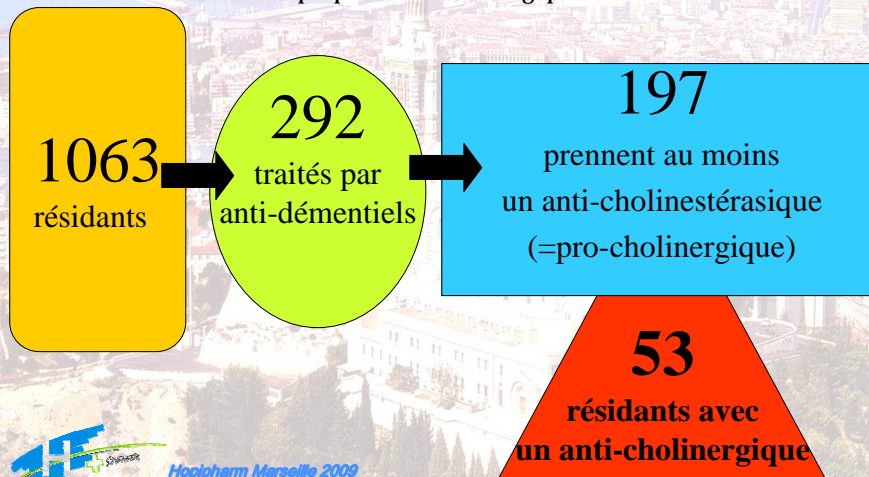 1063
résidants
292
traités par
anti-démentiels
197
prennent au moins
un anti-cholinestérasique
(=pro-cholinergique)
53
résidants avec
un anti-cholinergique
Hopipharm Marseille 2009